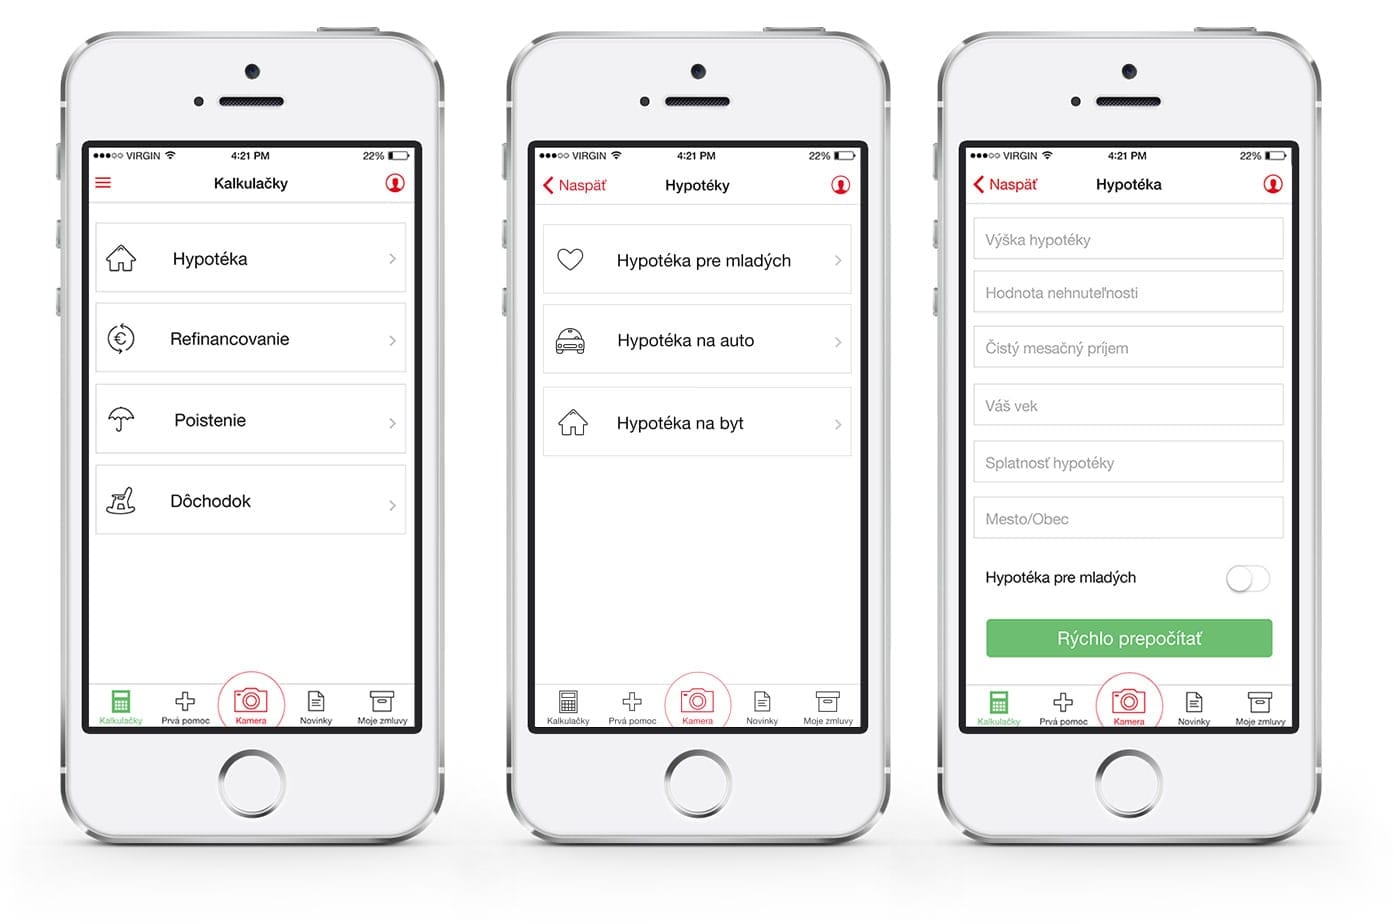 VIRGIN 4:21 PM 22%
Kalkulačky
Hypotéka
Refinancovanie
Poistenie
Dôchodok
Kalkulačky Prvá pomoc Kamera Novinky Moje zmluvy
VIRGIN 4:21 PM 22%
Naspäť Hypotéky
Hypotéka pre mladých
Hypotéka na auto
Hypotéka na byt
Kalkulačky Prvá pomoc Kamera Novinky Moje zmluvy
VIRGIN 4:21 PM 22%
Naspäť Hypotéka
Výška hypotéky
Hodnota nehnuteľnosti
Čistý mesačný príjem
Váš vek
Splatnosť hypotéky
Mesto/Obec
Hypotéka pre mladých
Rýchlo prepočítať
Kalkulačky Prvá pomoc Kamera Novinky Moje zmluvy